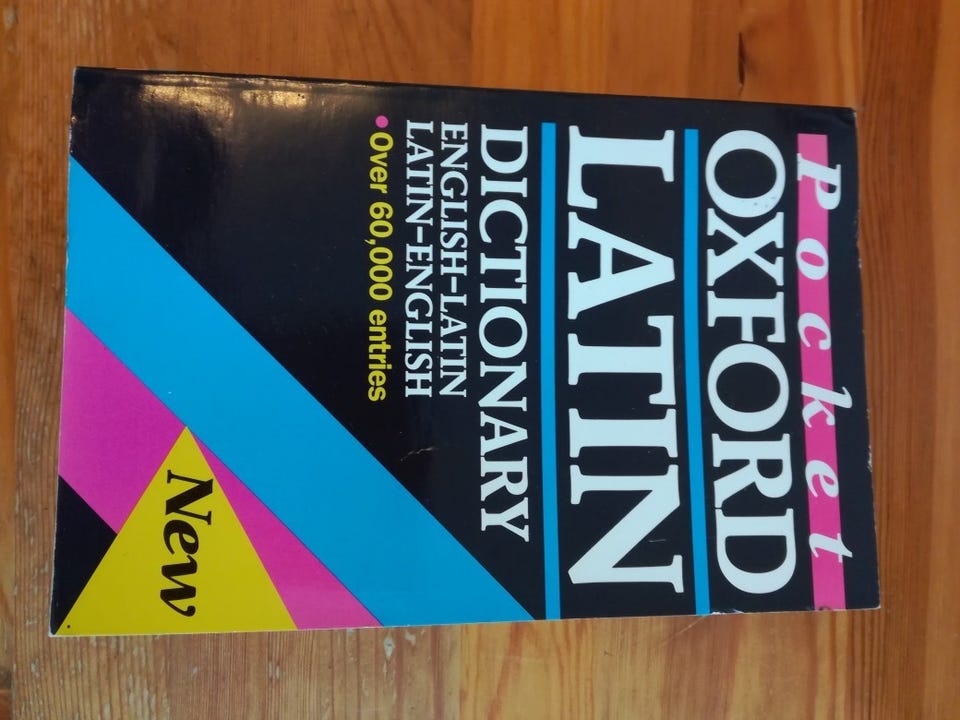 Pocket
OXFORD
LATIN
DICTIONARY
ENGLISH–LATIN
LATIN–ENGLISH
•Over 60,000 entries
New